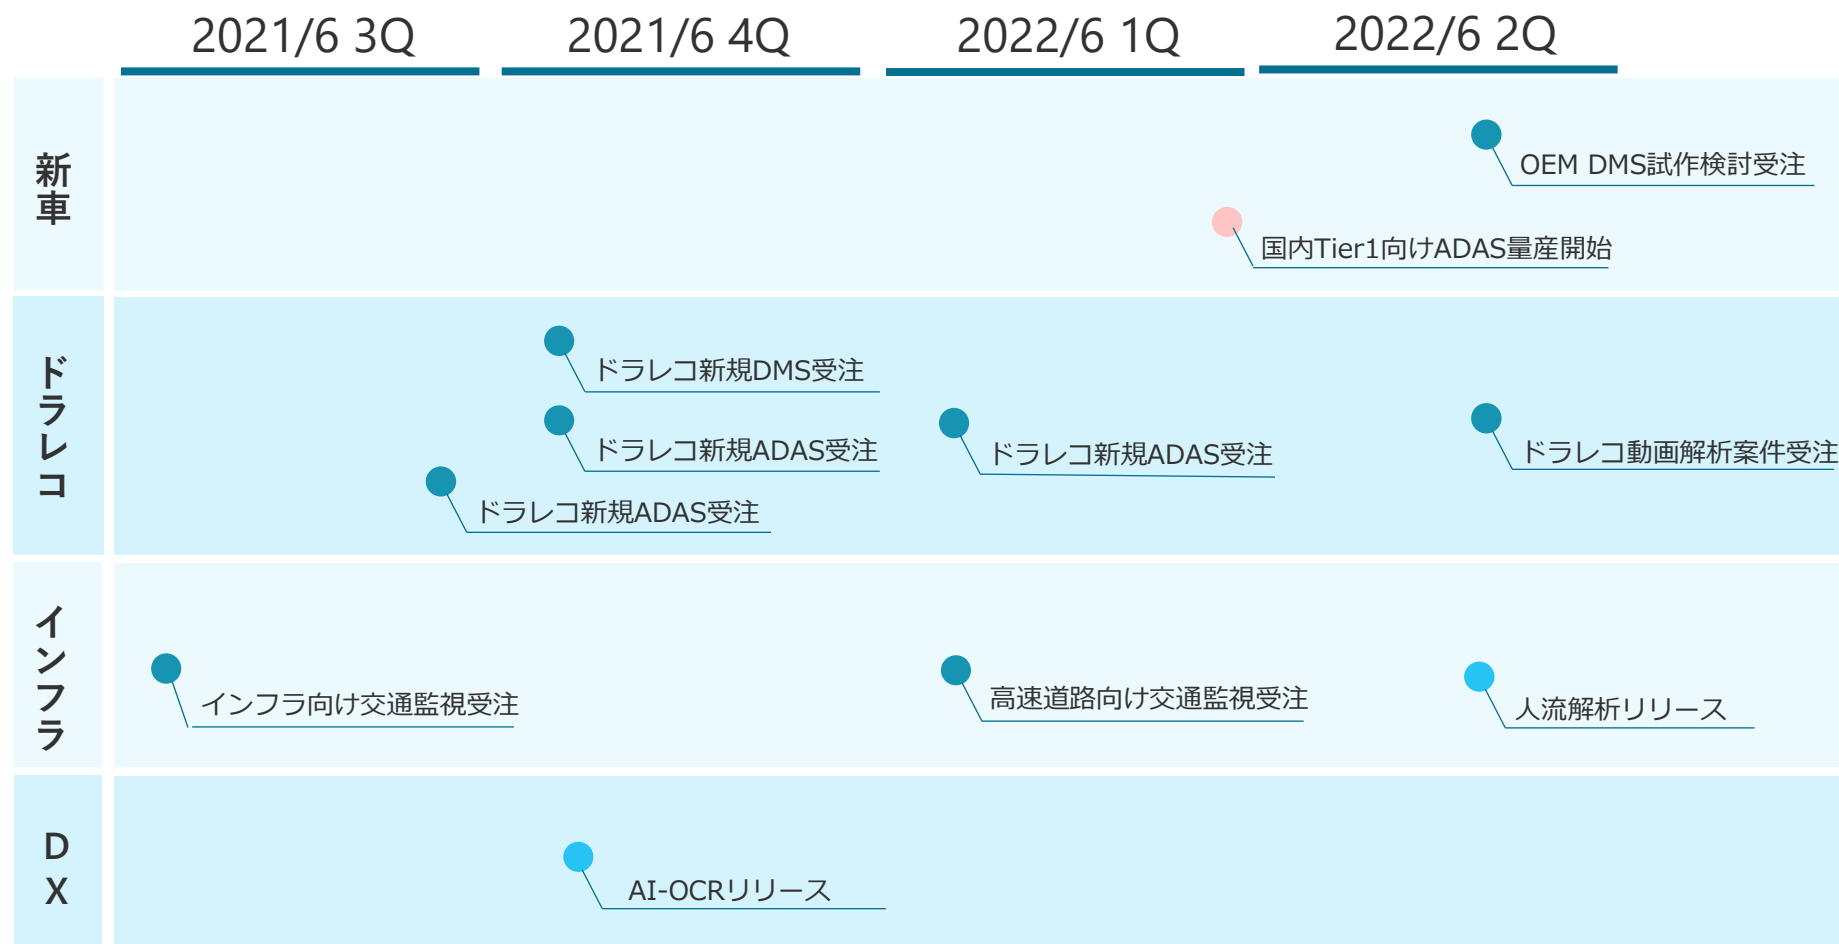 2021/6 3Q
2021/6 4Q
2022/6 1Q
2022/6 2Q
新車
OEM DMS試作検討受注
国内Tier1向けADAS量産開始
ドラレコ
ドラレコ新規DMS受注
ドラレコ新規ADAS受注
ドラレコ新規ADAS受注
ドラレコ動画解析案件受注
ドラレコ新規ADAS受注
インフラ
インフラ向け交通監視受注
高速道路向け交通監視受注
人流解析リリース
DX
AI-OCRリリース